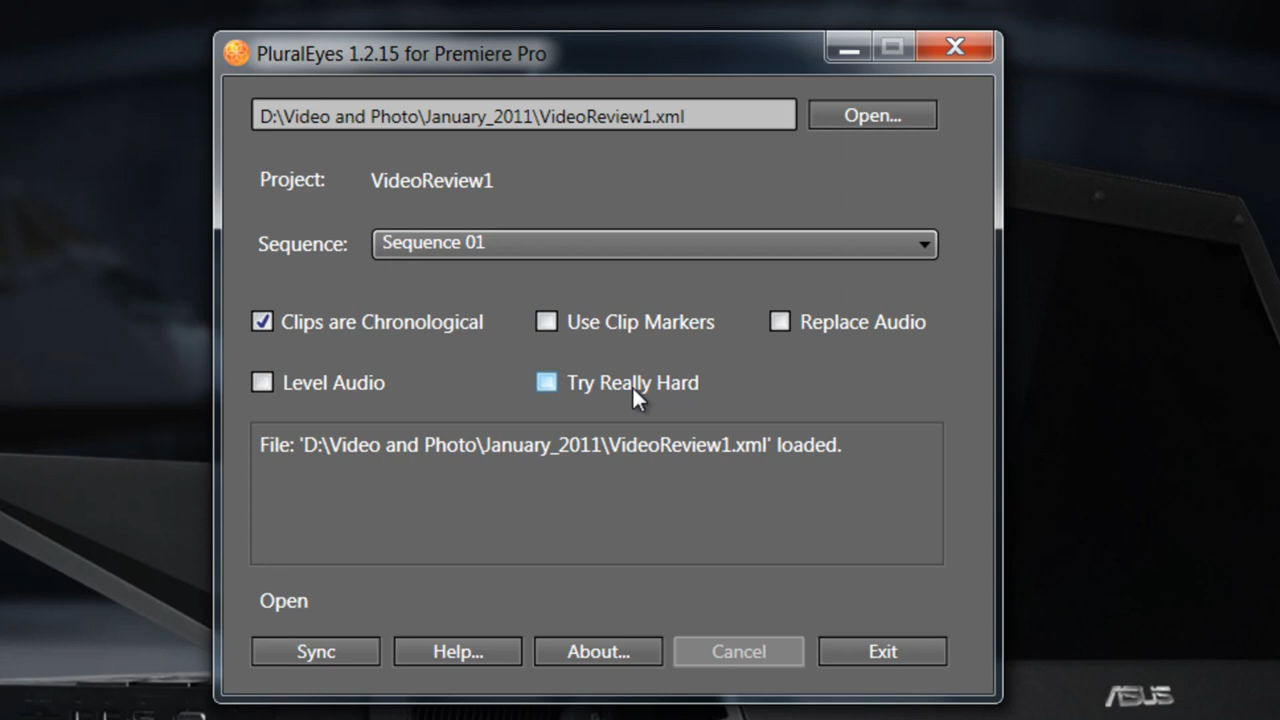 PluralEyes 1.2.15 for Premiere Pro
D:\Video and Photo\January_2011\VideoReview1.xml Open...
Project: VideoReview1
Sequence: Sequence 01
Clips are Chronological Use Clip Markers Replace Audio
Level Audio Try Really Hard
File: 'D:\Video and Photo\January_2011\VideoReview1.xml' loaded.
Open
Sync Help... About... Cancel Exit
ASUS